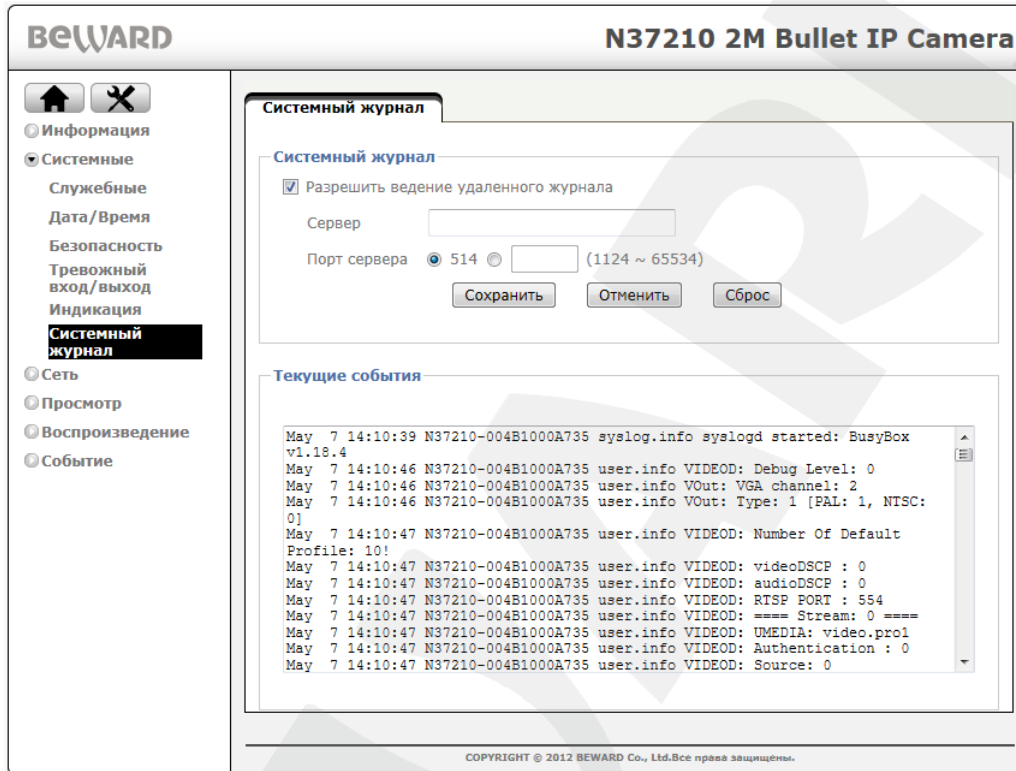 BEWARD
N37210 2M Bullet IP Camera
Информация
Системные
Служебные
Дата/Время
Безопасность
Тревожный
вход/выход
Индикация
Системный
журнал
Сеть
Просмотр
Воспроизведение
Событие
Системный журнал
Системный журнал
Разрешить ведение удаленного журнала
Сервер
Порт сервера 514 (1124 ~ 65534)
Сохранить Отменить Сброс
Текущие события
May 7 14:10:39 N37210-004B1000A735 syslog.info syslogd started: BusyBox
v1.18.4
May 7 14:10:46 N37210-004B1000A735 user.info VIDEOD: Debug Level: 0
May 7 14:10:46 N37210-004B1000A735 user.info VOut: VGA channel: 2
May 7 14:10:46 N37210-004B1000A735 user.info VOut: Type: 1 [PAL: 1, NTSC:
0]
May 7 14:10:47 N37210-004B1000A735 user.info VIDEOD: Number Of Default
Profile: 10!
May 7 14:10:47 N37210-004B1000A735 user.info VIDEOD: videoDSCP : 0
May 7 14:10:47 N37210-004B1000A735 user.info VIDEOD: audioDSCP : 0
May 7 14:10:47 N37210-004B1000A735 user.info VIDEOD: RTSP PORT : 554
May 7 14:10:47 N37210-004B1000A735 user.info VIDEOD: ==== Stream: 0 ====
May 7 14:10:47 N37210-004B1000A735 user.info VIDEOD: UMEDIA: video.pro1
May 7 14:10:47 N37210-004B1000A735 user.info VIDEOD: Authentication : 0
May 7 14:10:47 N37210-004B1000A735 user.info VIDEOD: Source: 0
COPYRIGHT © 2012 BEWARD Co., Ltd.Все права защищены.